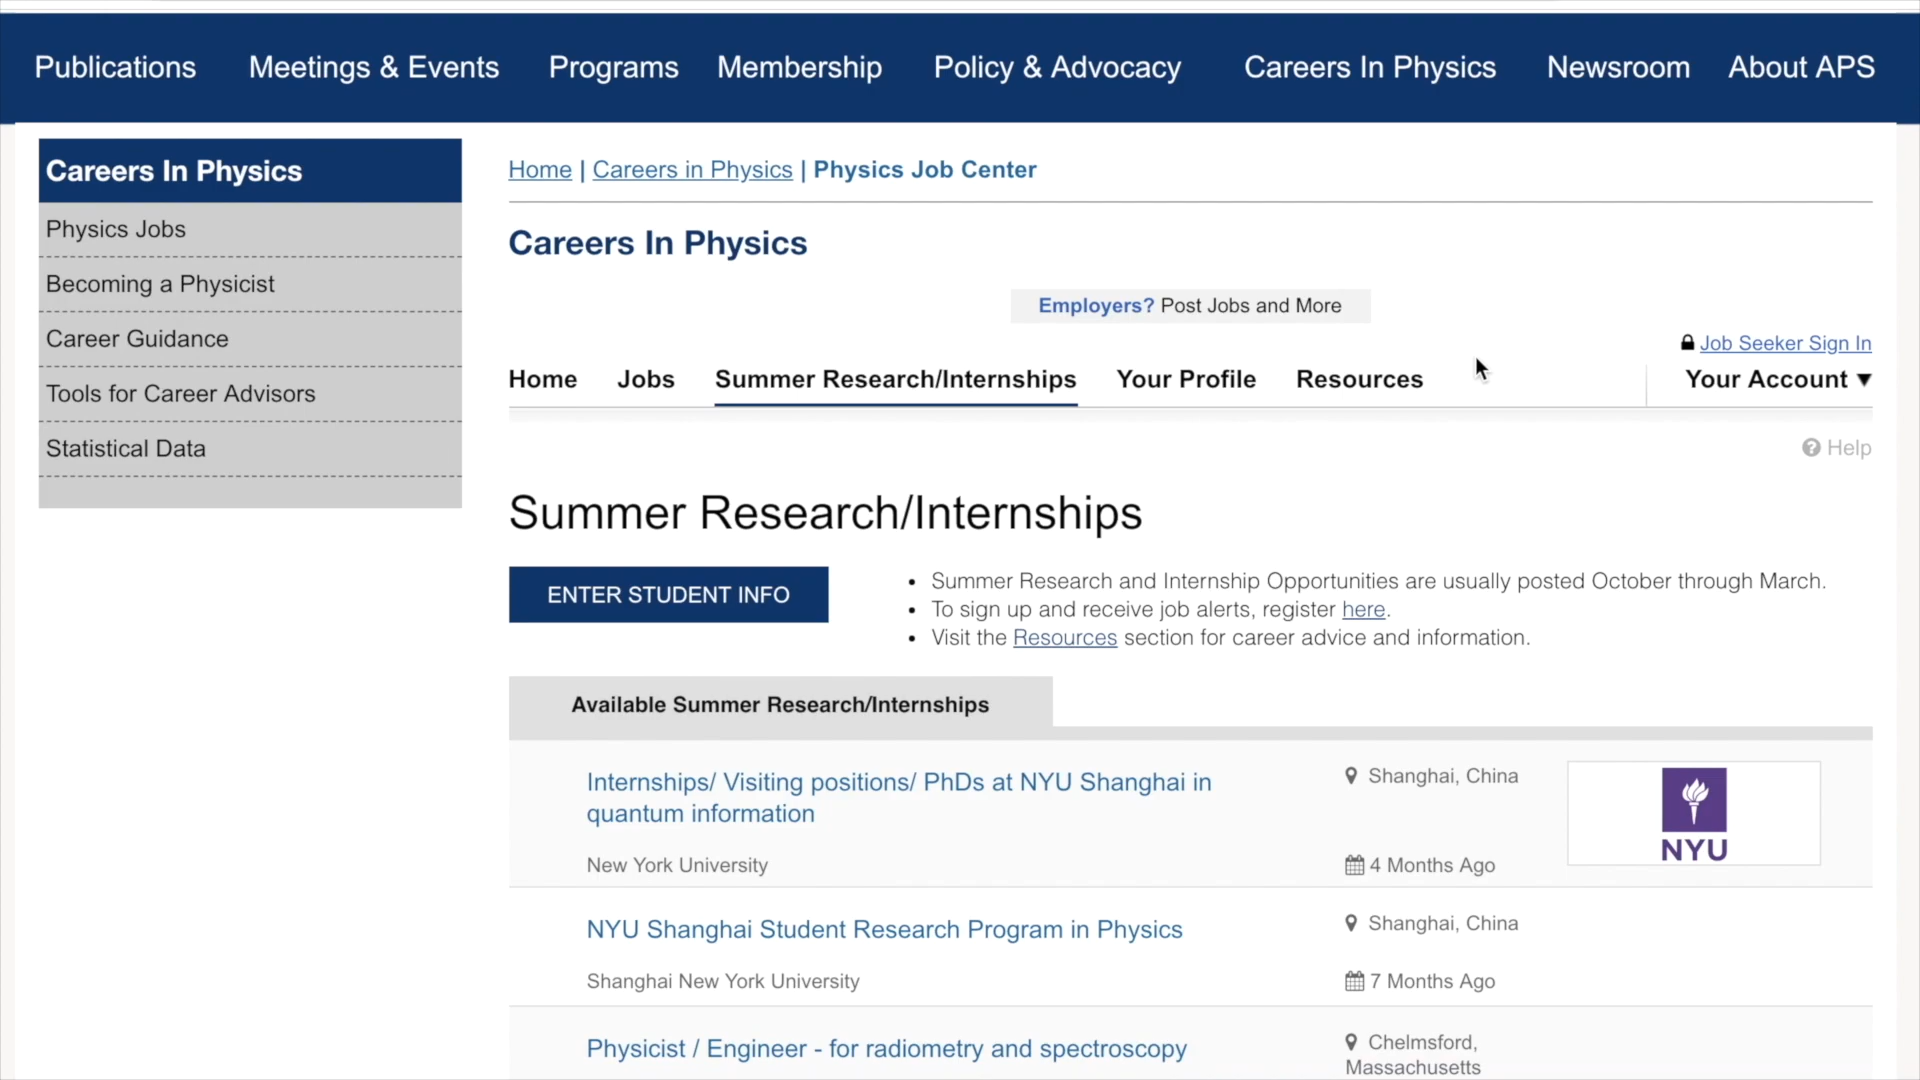 Publications Meetings & Events Programs Membership Policy & Advocacy Careers In Physics Newsroom About APS
Careers In Physics
Physics Jobs
Becoming a Physicist
Career Guidance
Tools for Career Advisors
Statistical Data
Home | Careers in Physics | Physics Job Center
Careers In Physics
Employers? Post Jobs and More
Job Seeker Sign In
Home Jobs Summer Research/Internships Your Profile Resources Your Account ▼
Help
Summer Research/Internships
ENTER STUDENT INFO
• Summer Research and Internship Opportunities are usually posted October through March.
• To sign up and receive job alerts, register here.
• Visit the Resources section for career advice and information.
Available Summer Research/Internships
Internships/ Visiting positions/ PhDs at NYU Shanghai in
quantum information
Shanghai, China
New York University
4 Months Ago
NYU
NYU Shanghai Student Research Program in Physics
Shanghai, China
Shanghai New York University
7 Months Ago
Physicist / Engineer - for radiometry and spectroscopy
Chelmsford,
Massachusetts